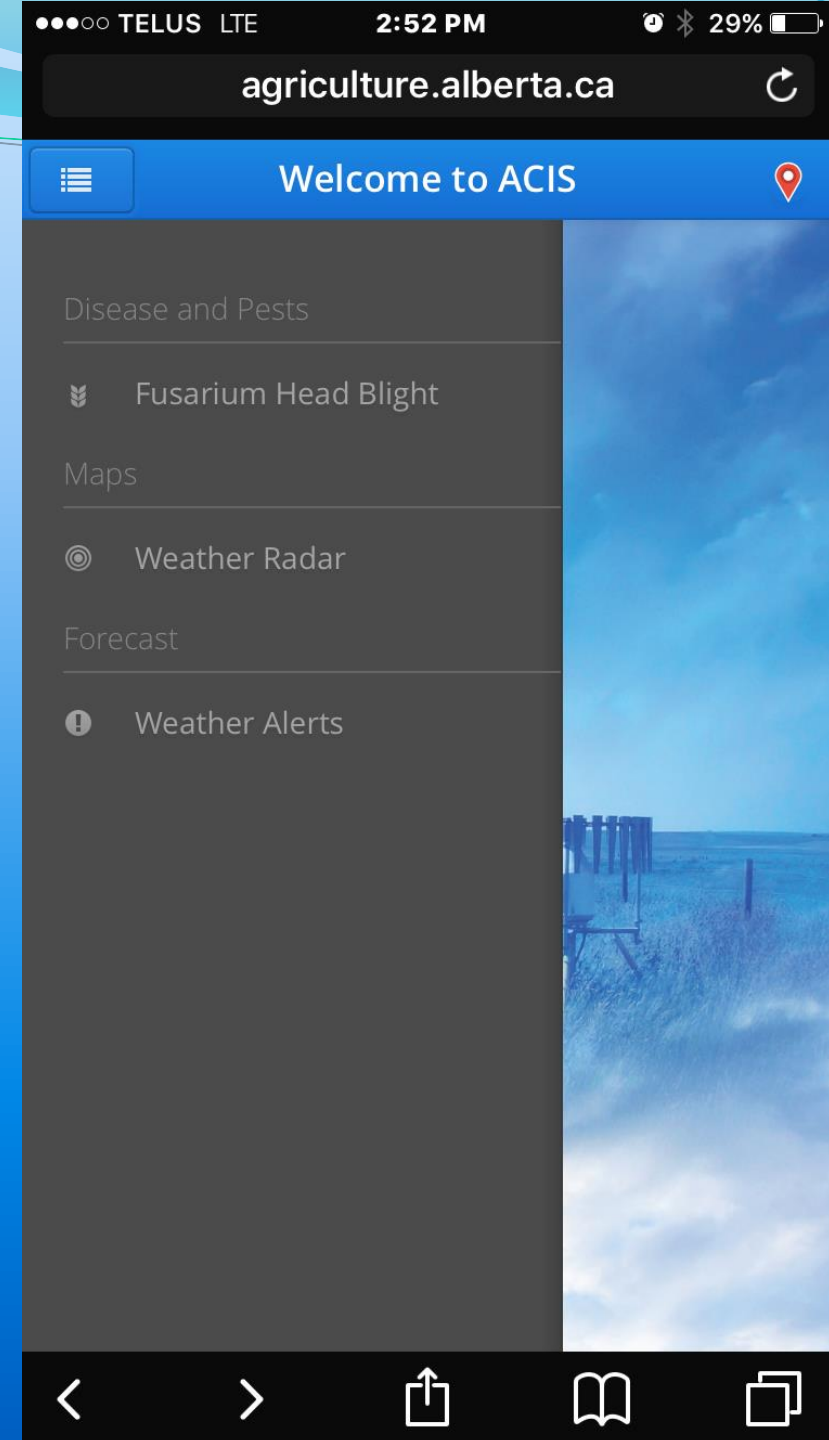 TELUS LTE 2:52 PM 29%
agriculture.alberta.ca
Welcome to ACIS
Disease and Pests
Fusarium Head Blight
Maps
Weather Radar
Forecast
Weather Alerts